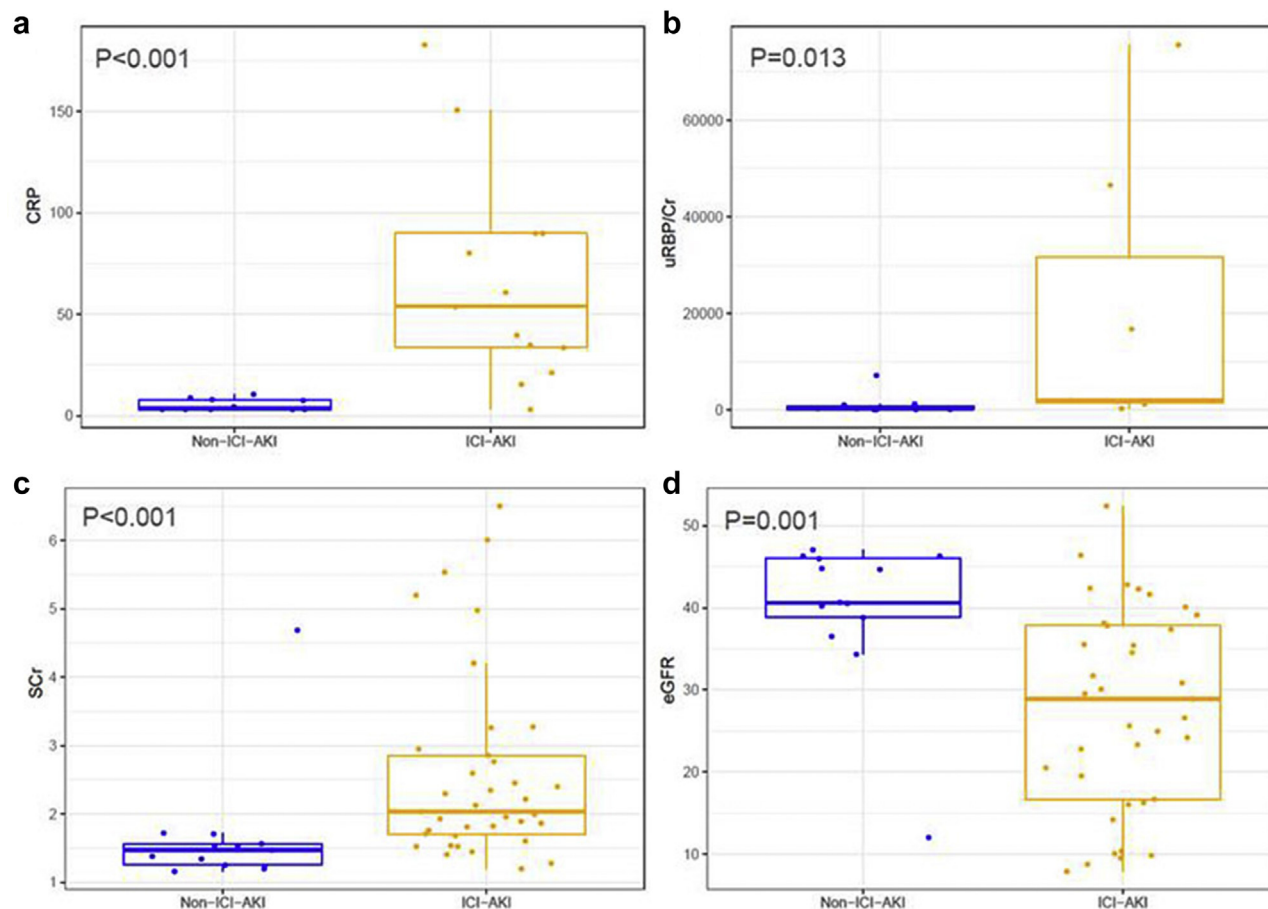 a
P<0.001
CRP
150
100
50
0
Non-ICI-AKI ICI-AKI
b
P=0.013
uRBP/Cr
60000
40000
20000
0
Non-ICI-AKI ICI-AKI
c
P<0.001
SCr
6
5
4
3
2
1
Non-ICI-AKI ICI-AKI
d
P=0.001
eGFR
50
40
30
20
10
Non-ICI-AKI ICI-AKI